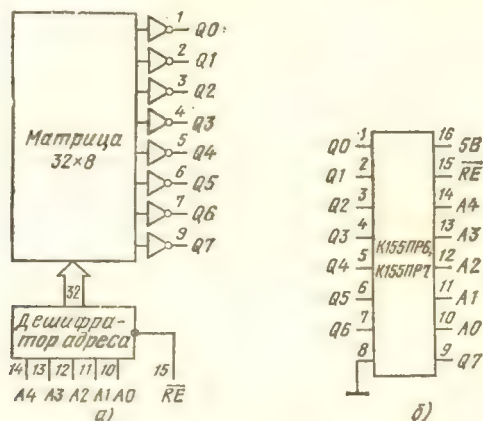 Матрица
32×8
1 Q0
2 Q1
3 Q2
4 Q3
5 Q4
6 Q5
7 Q6
9 Q7
32
Дешифра-
тор адреса
14 13 12 11 10 15
A4 A3 A2 A1 A0 R̅E̅
а)
Q0 1 16 5В
Q1 2 15 R̅E̅
Q2 3 14 A4
Q3 4 13 A3
К155ПР6,
К155ПР7
Q4 5 12 A2
Q5 6 11 A1
Q6 7 10 A0
8 9 Q7
б)